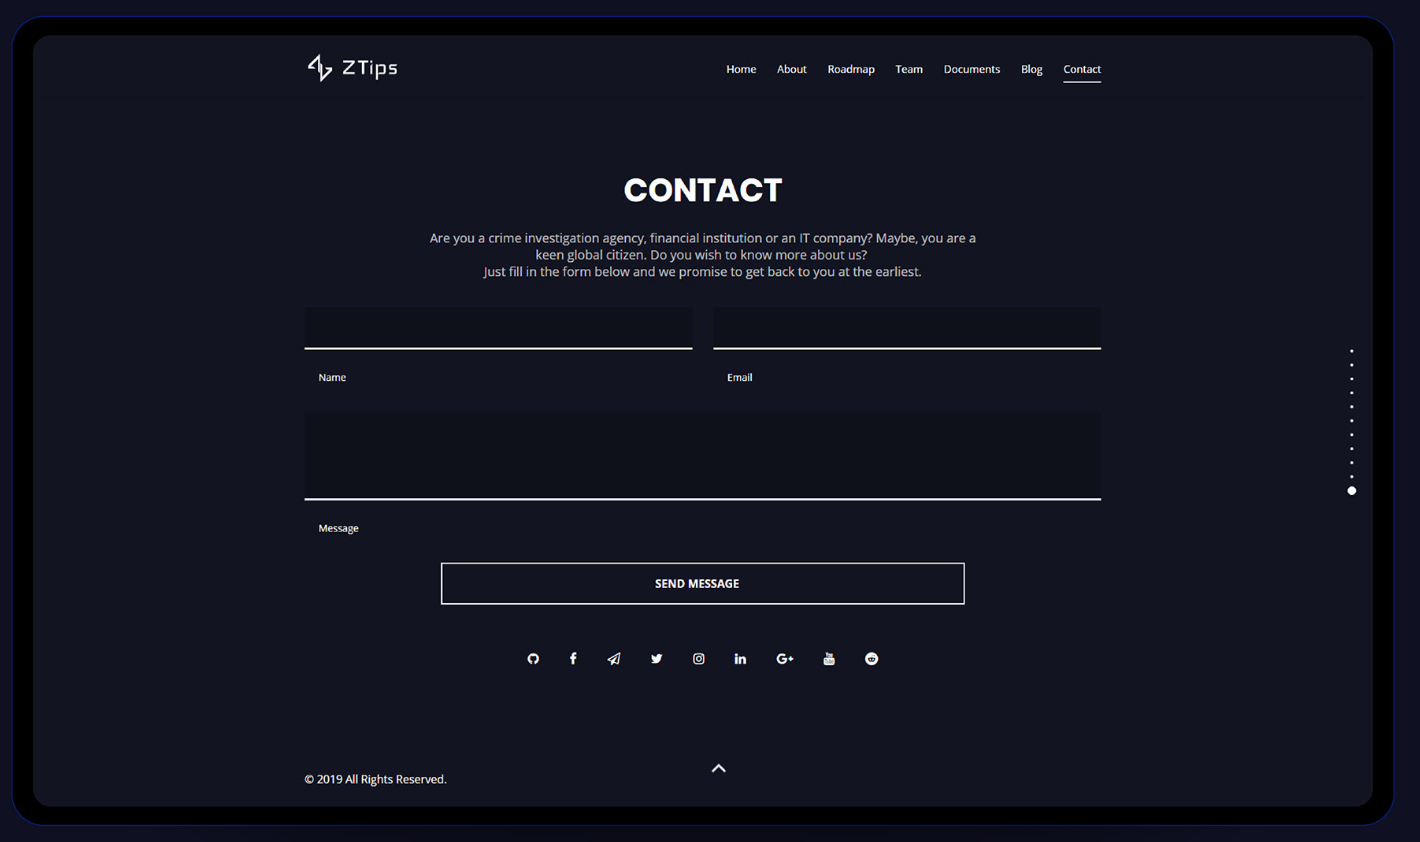 ZTips
Home About Roadmap Team Documents Blog Contact
CONTACT
Are you a crime investigation agency, financial institution or an IT company? Maybe, you are a
keen global citizen. Do you wish to know more about us?
Just fill in the form below and we promise to get back to you at the earliest.
Name Email
Message
SEND MESSAGE
© 2019 All Rights Reserved.